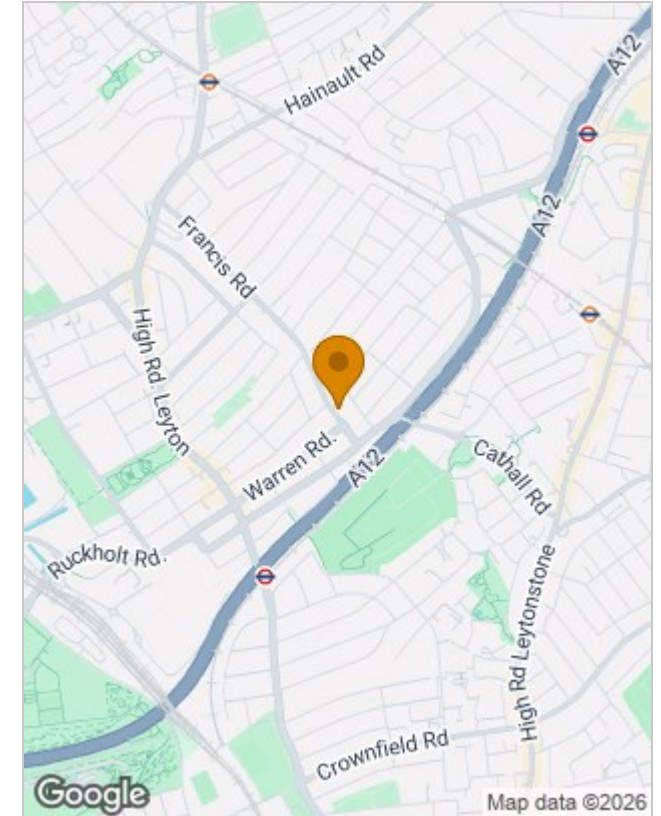 A12
Hainault Rd
A12
Francis Rd
High Rd. Leyton
Warren Rd.
A12
Cathall Rd
Ruckholt Rd.
High Rd Leytonstone
Crownfield Rd
Google
Map data ©2026